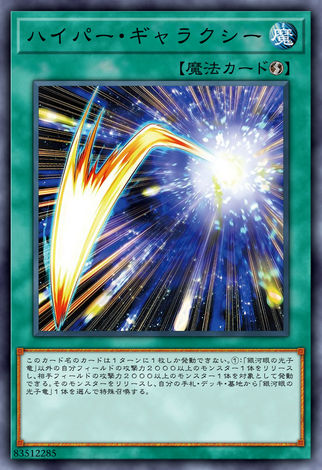 ハイパー・ギャラクシー
魔
【魔法カード】
このカード名のカードは1ターンに1枚しか発動できない。①:「銀河眼の光子
竜」以外の自分フィールドの攻撃力2000以上のモンスター1体をリリース
し、相手フィールドの攻撃力2000以上のモンスター1体を対象として発動
できる。そのモンスターをリリースし、自分の手札・デッキ・墓地から「銀河眼の
光子竜」1体を選んで特殊召喚する。
83512285